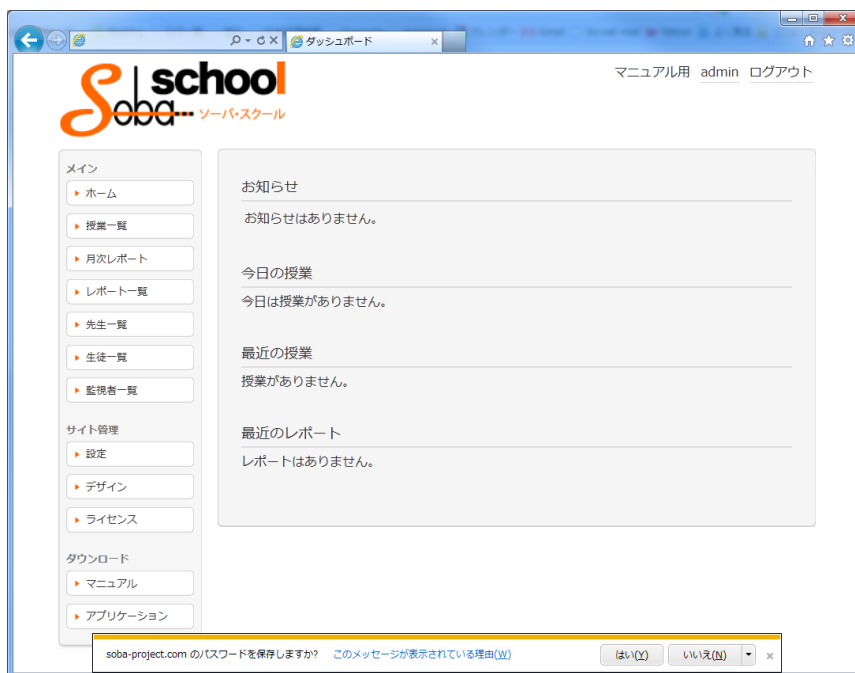 ダッシュボード
school
Soba
ソーバ・スクール
マニュアル用 admin ログアウト
メイン
ホーム
授業一覧
月次レポート
レポート一覧
先生一覧
生徒一覧
監視者一覧
サイト管理
設定
デザイン
ライセンス
ダウンロード
マニュアル
アプリケーション
お知らせ
お知らせはありません。
今日の授業
今日は授業がありません。
最近の授業
授業がありません。
最近のレポート
レポートはありません。
soba-project.com のパスワードを保存しますか? このメッセージが表示されている理由(W) はい(Y) いいえ(N)